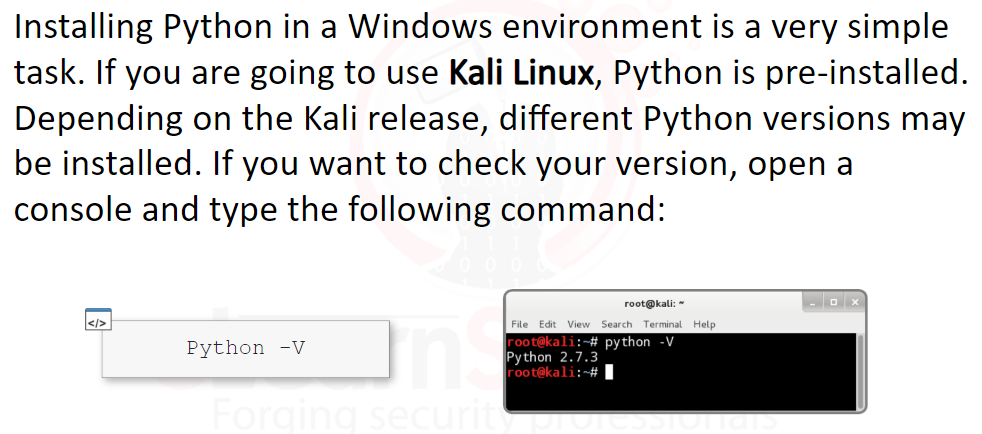 Installing Python in a Windows environment is a very simple
task. If you are going to use Kali Linux, Python is pre-installed.
Depending on the Kali release, different Python versions may
be installed. If you want to check your version, open a
console and type the following command:
</>
Python -V
root@kali: ~
File Edit View Search Terminal Help
root@kali:~# python -V
Python 2.7.3
root@kali:~#
Forging security professionals